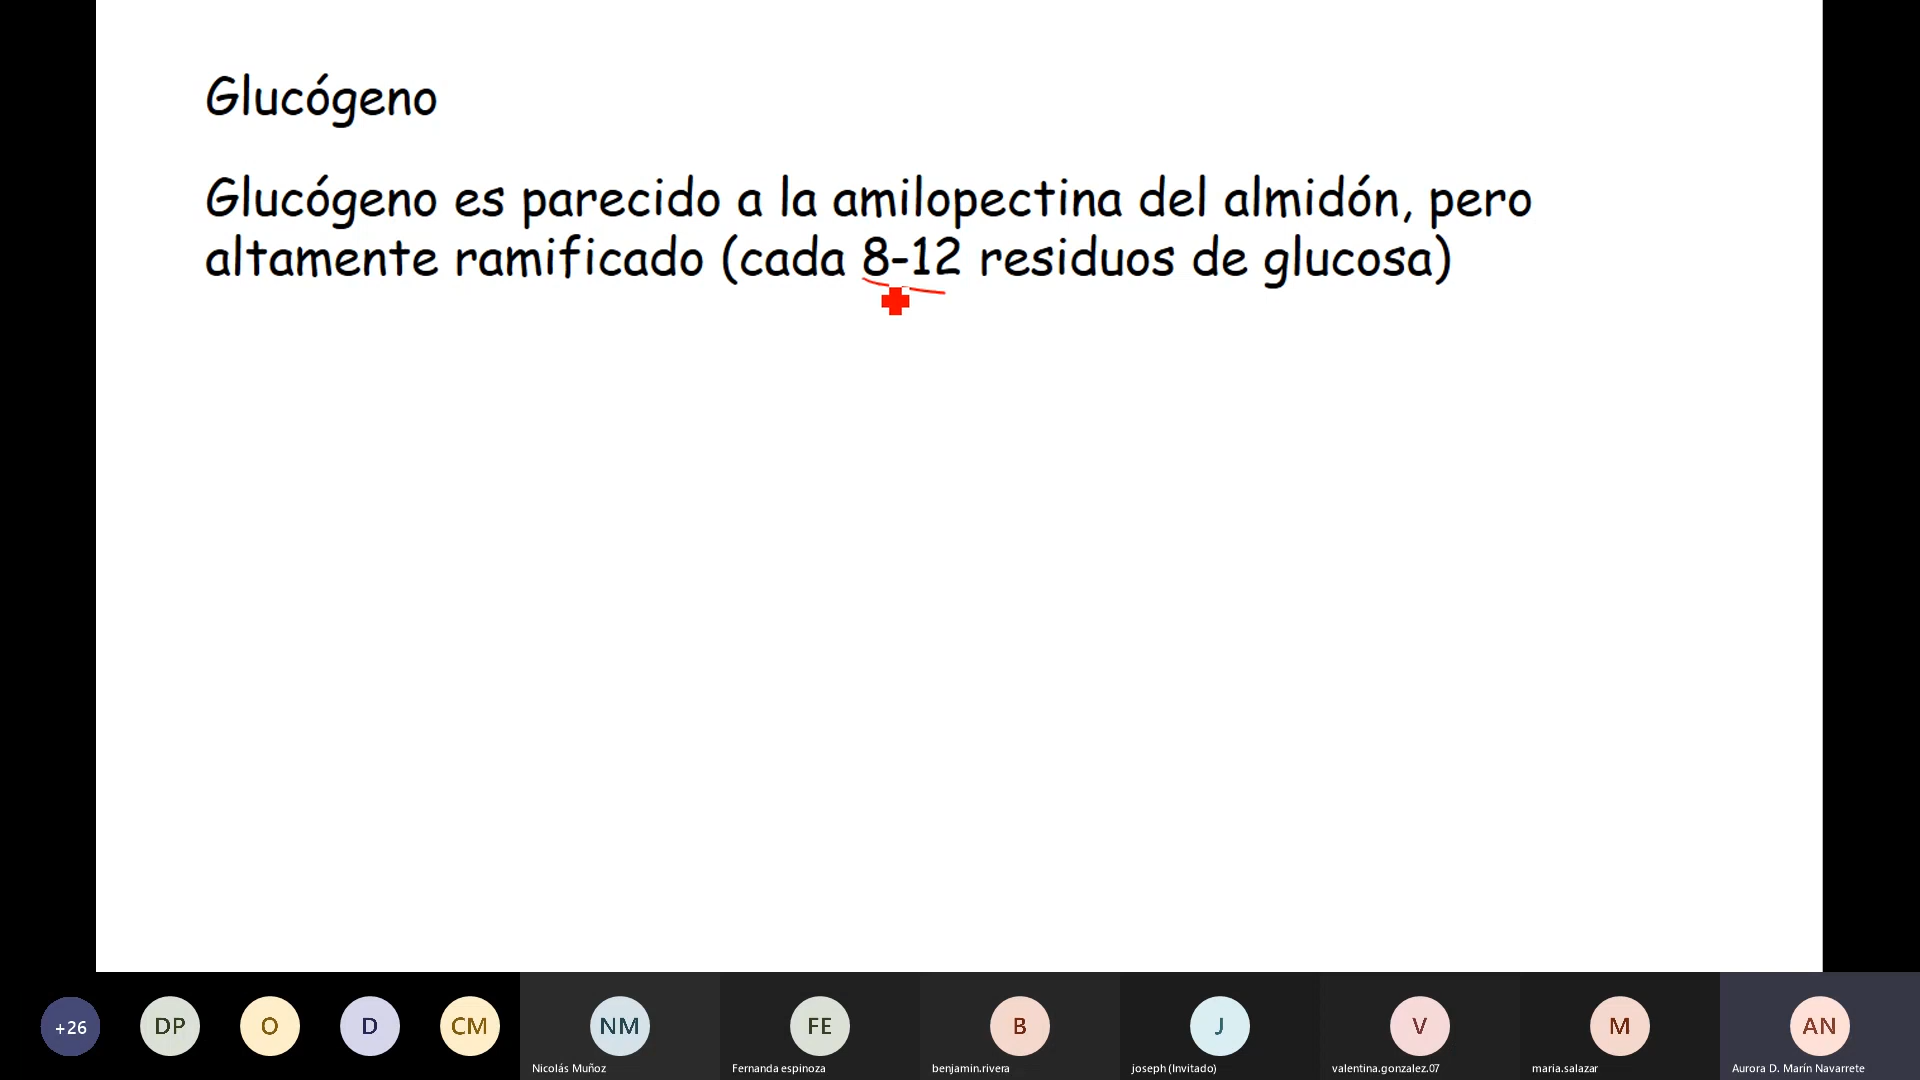 Glucógeno
Glucógeno es parecido a la amilopectina del almidón, pero
altamente ramificado (cada 8-12 residuos de glucosa)
+26
DP
O
D
CM
NM
FE
B
J
V
M
AN
Nicolás Muñoz
Fernanda espinoza
benjamin.rivera
joseph (Invitado)
valentina.gonzalez.07
maria.salazar
Aurora D. Marín Navarrete